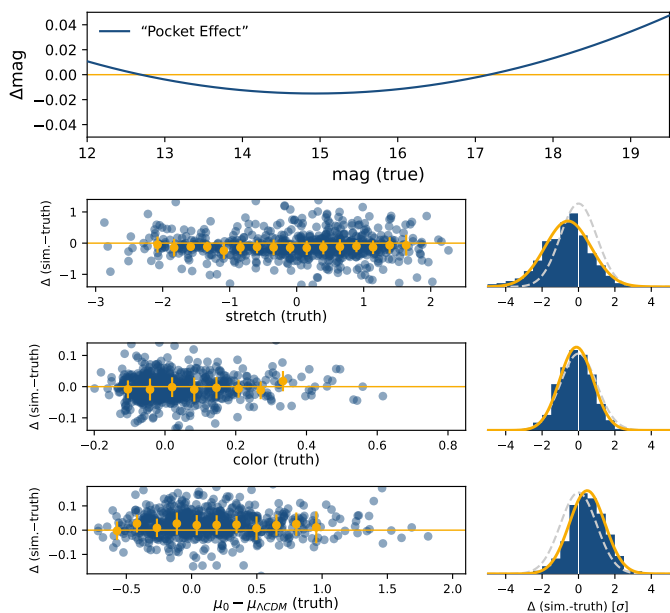 0.04
"Pocket Effect"
0.02
Δmag
0.00
−0.02
−0.04
12 13 14 15 16 17 18 19
mag (true)
Δ (sim.−truth)
1
0
−1
−3 −2 −1 0 1 2
−4 −2 0 2 4
stretch (truth)
Δ (sim.−truth)
0.1
0.0
−0.1
−0.2 0.0 0.2 0.4 0.6 0.8
−4 −2 0 2 4
color (truth)
Δ (sim.−truth)
0.1
0.0
−0.1
−0.5 0.0 0.5 1.0 1.5 2.0
−4 −2 0 2 4
μ0 − μΛCDM (truth)
Δ (sim.-truth) [σ]